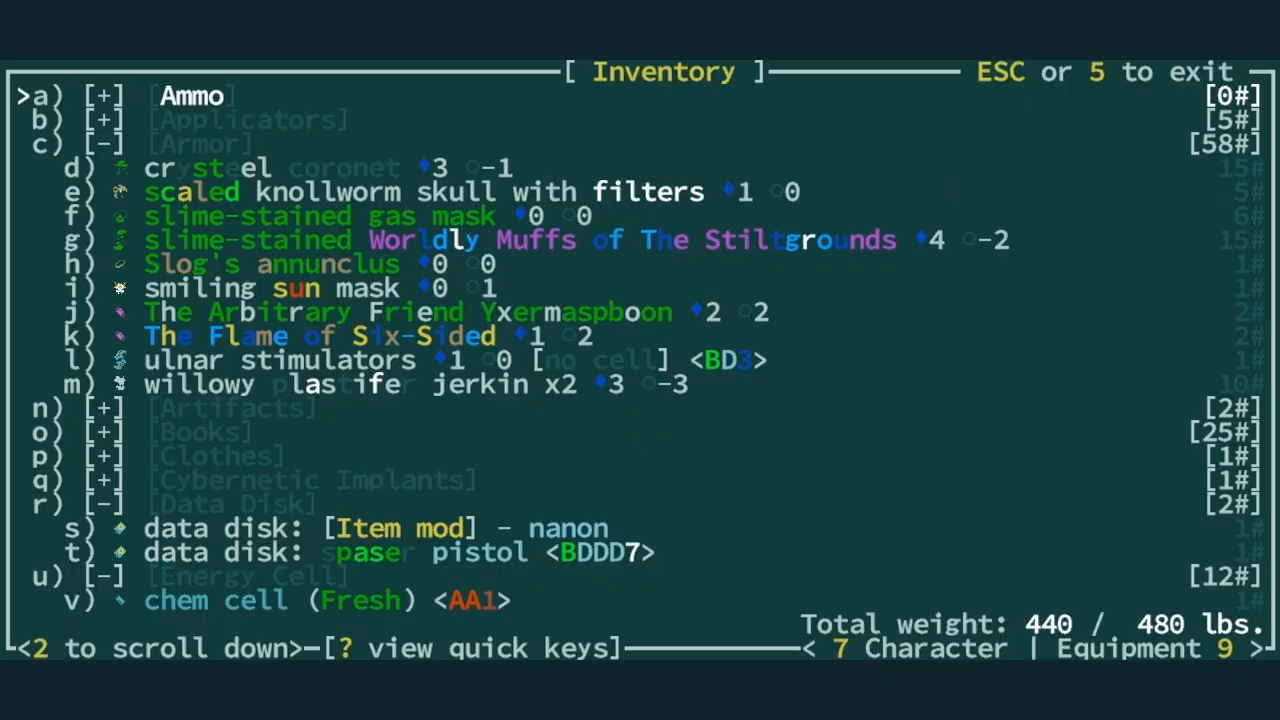 [ Inventory ] ESC or 5 to exit
>a) [+] [Ammo] [0#]
b) [+] [Applicators] [5#]
c) [-] [Armor] [58#]
d) crysteel coronet ♦3 ○-1 15#
e) scaled knollworm skull with filters ♦1 ○0 5#
f) slime-stained gas mask ♦0 ○0 6#
g) slime-stained Worldly Muffs of The Stiltgrounds ♦4 ○-2 15#
h) Slog's annunclus ♦0 ○0 1#
i) smiling sun mask ♦0 ○1 1#
j) The Arbitrary Friend Yxermaspboon ♦2 ○2 2#
k) The Flame of Six-Sided ♦1 ○2 2#
l) ulnar stimulators ♦1 ○0 [no cell] <BD3> 1#
m) willowy plastifer jerkin x2 ♦3 ○-3 10#
n) [+] [Artifacts] [2#]
o) [+] [Books] [25#]
p) [+] [Clothes] [1#]
q) [+] [Cybernetic Implants] [1#]
r) [-] [Data Disk] [2#]
s) data disk: [Item mod] - nanon 1#
t) data disk: spaser pistol <BDDD7> 1#
u) [-] [Energy Cell] [12#]
v) chem cell (Fresh) <AA1> 1#
Total weight: 440 / 480 lbs.
<2 to scroll down> [? view quick keys] < 7 Character | Equipment 9 >